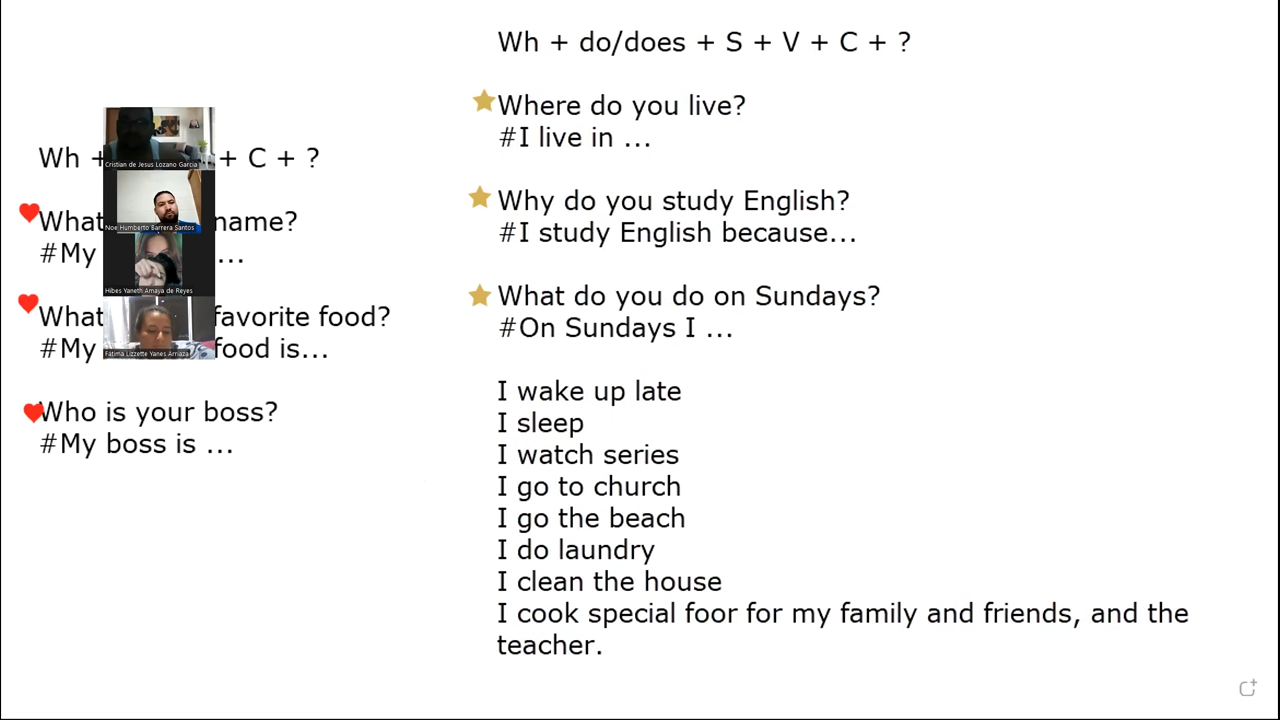 Wh + + C + ?
What name?
#My ...
What favorite food?
#My food is...
Who is your boss?
#My boss is ...
Cristian de Jesus Lozano Garcia
Noe Humberto Barrera Santos
Hibes Yaneth Amaya de Reyes
Fatima Lizzette Yanes Arriaza
Wh + do/does + S + V + C + ?
Where do you live?
#I live in ...
Why do you study English?
#I study English because...
What do you do on Sundays?
#On Sundays I ...
I wake up late
I sleep
I watch series
I go to church
I go the beach
I do laundry
I clean the house
I cook special foor for my family and friends, and the
teacher.